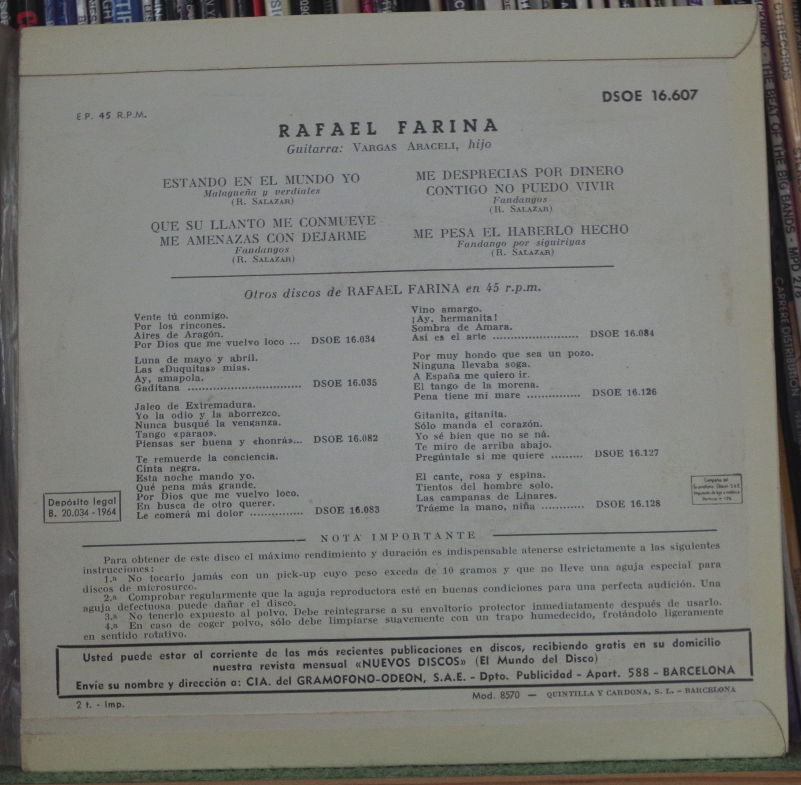 DSOE 16.607
E.P. 45 R.P.M.
RAFAEL FARINA
Guitarra: VARGAS ARACELI, hijo
ESTANDO EN EL MUNDO YO
Malagueña y verdiales
(R. SALAZAR)
QUE SU LLANTO ME CONMUEVE
ME AMENAZAS CON DEJARME
Fandangos
(R. SALAZAR)
ME DESPRECIAS POR DINERO
CONTIGO NO PUEDO VIVIR
Fandangos
(R. SALAZAR)
ME PESA EL HABERLO HECHO
Fandango por siguiriyas
(R. SALAZAR)
Otros discos de RAFAEL FARINA en 45 r.p.m.
Vente tú conmigo.
Por los rincones.
Aires de Aragón.
Por Dios que me vuelvo loco ... DSOE 16.034
Luna de mayo y abril.
Las «Duquitas» mías.
Ay, amapola.
Gaditana ............................... DSOE 16.035
Jaleo de Extremadura.
Yo la odio y la aborrezco.
Nunca busqué la venganza.
Tango «parao».
Piensas ser buena y «honrá»... DSOE 16.082
Te remuerde la conciencia.
Cinta negra.
Esta noche mando yo.
Qué pena más grande.
Por Dios que me vuelvo loco.
En busca de otro querer.
Le comerá mi dolor ............... DSOE 16.083
Vino amargo.
¡Ay, hermanita!
Sombra de Amara.
Así es el arte ........................ DSOE 16.084
Por muy hondo que sea un pozo.
Ninguna llevaba soga.
A España me quiero ir.
El tango de la morena.
Pena tiene mi mare ............... DSOE 16.126
Gitanita, gitanita.
Sólo manda el corazón.
Yo sé bien que no se ná.
Te miro de arriba abajo.
Pregúntale si me quiere ......... DSOE 16.127
El cante, rosa y espina.
Tientos del hombre solo.
Las campanas de Linares.
Tráeme la mano, niña ............ DSOE 16.128
Depósito legal
B. 20.034 - 1964
NOTA IMPORTANTE
Para obtener de este disco el máximo rendimiento y duración es indispensable atenerse estrictamente a las siguientes
instrucciones:
1.ª No tocarlo jamás con un pick-up cuyo peso exceda de 10 gramos y que no lleve una aguja especial para
discos de microsurco.
2.ª Comprobar regularmente que la aguja reproductora esté en buenas condiciones para una perfecta audición. Una
aguja defectuosa puede dañar el disco.
3.ª No tenerlo expuesto al polvo. Debe reintegrarse a su envoltorio protector inmediatamente después de usarlo.
4.ª En caso de coger polvo, sólo debe limpiarse suavemente con un trapo humedecido, frotándolo ligeramente
en sentido rotativo.
Usted puede estar al corriente de las más recientes publicaciones en discos, recibiendo gratis en su domicilio
nuestra revista mensual «NUEVOS DISCOS» (El Mundo del Disco)
Envíe su nombre y dirección a: CIA. del GRAMOFONO-ODEON, S.A.E. - Dpto. Publicidad - Apart. 588 - BARCELONA
2 t. - Imp.
Mod. 8570 — QUINTILLA Y CARDONA, S. L. - BARCELONA
THE BEAT OF THE BIG BANDS